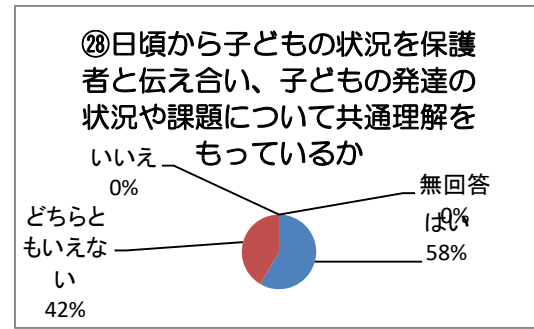 ㉘日頃から子どもの状況を保護
者と伝え合い、子どもの発達の
状況や課題について共通理解を
もっているか
いいえ
0%
無回答
0%
はい
58%
どちらと
もいえな
い
42%